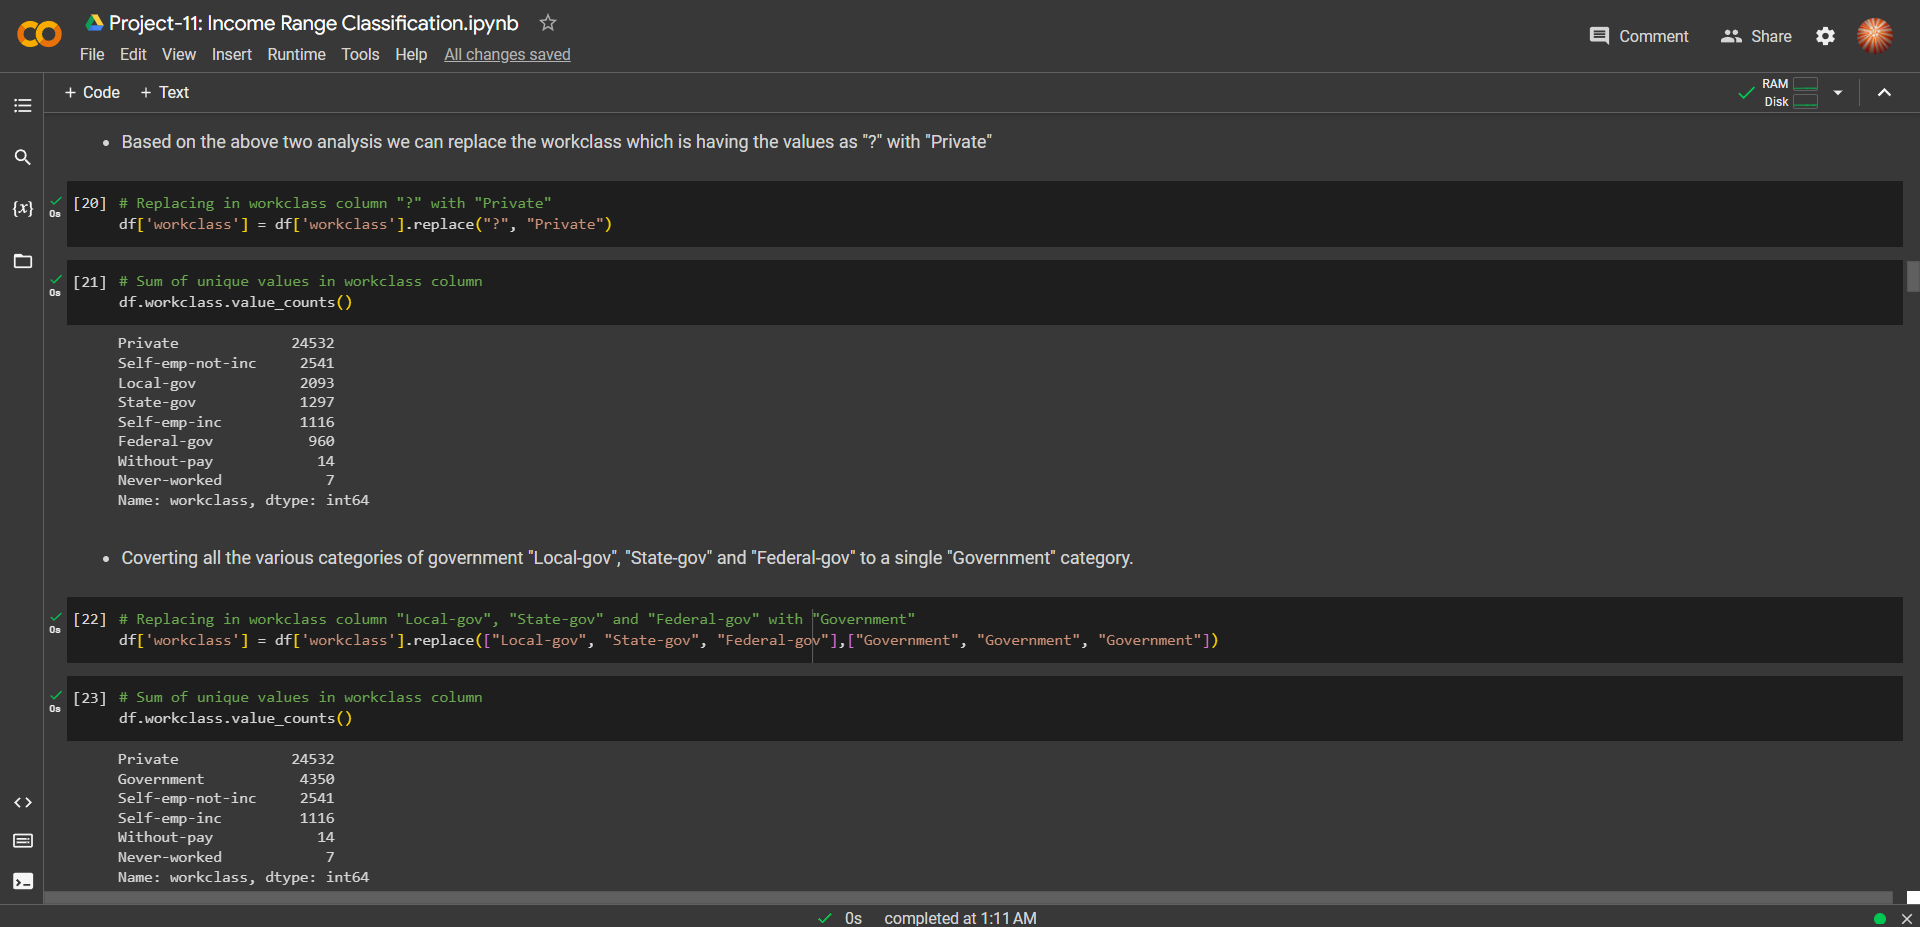 Project-11: Income Range Classification.ipynb
File Edit View Insert Runtime Tools Help All changes saved
Comment Share
+ Code + Text
RAM
Disk
• Based on the above two analysis we can replace the workclass which is having the values as "?" with "Private"
[20] # Replacing in workclass column "?" with "Private"
0s
df['workclass'] = df['workclass'].replace("?", "Private")
[21] # Sum of unique values in workclass column
0s
df.workclass.value_counts()
Private 24532
Self-emp-not-inc 2541
Local-gov 2093
State-gov 1297
Self-emp-inc 1116
Federal-gov 960
Without-pay 14
Never-worked 7
Name: workclass, dtype: int64
• Coverting all the various categories of government "Local-gov", "State-gov" and "Federal-gov" to a single "Government" category.
[22] # Replacing in workclass column "Local-gov", "State-gov" and "Federal-gov" with "Government"
0s
df['workclass'] = df['workclass'].replace(["Local-gov", "State-gov", "Federal-gov"],["Government", "Government", "Government"])
[23] # Sum of unique values in workclass column
0s
df.workclass.value_counts()
Private 24532
Government 4350
Self-emp-not-inc 2541
Self-emp-inc 1116
Without-pay 14
Never-worked 7
Name: workclass, dtype: int64
0s completed at 1:11 AM